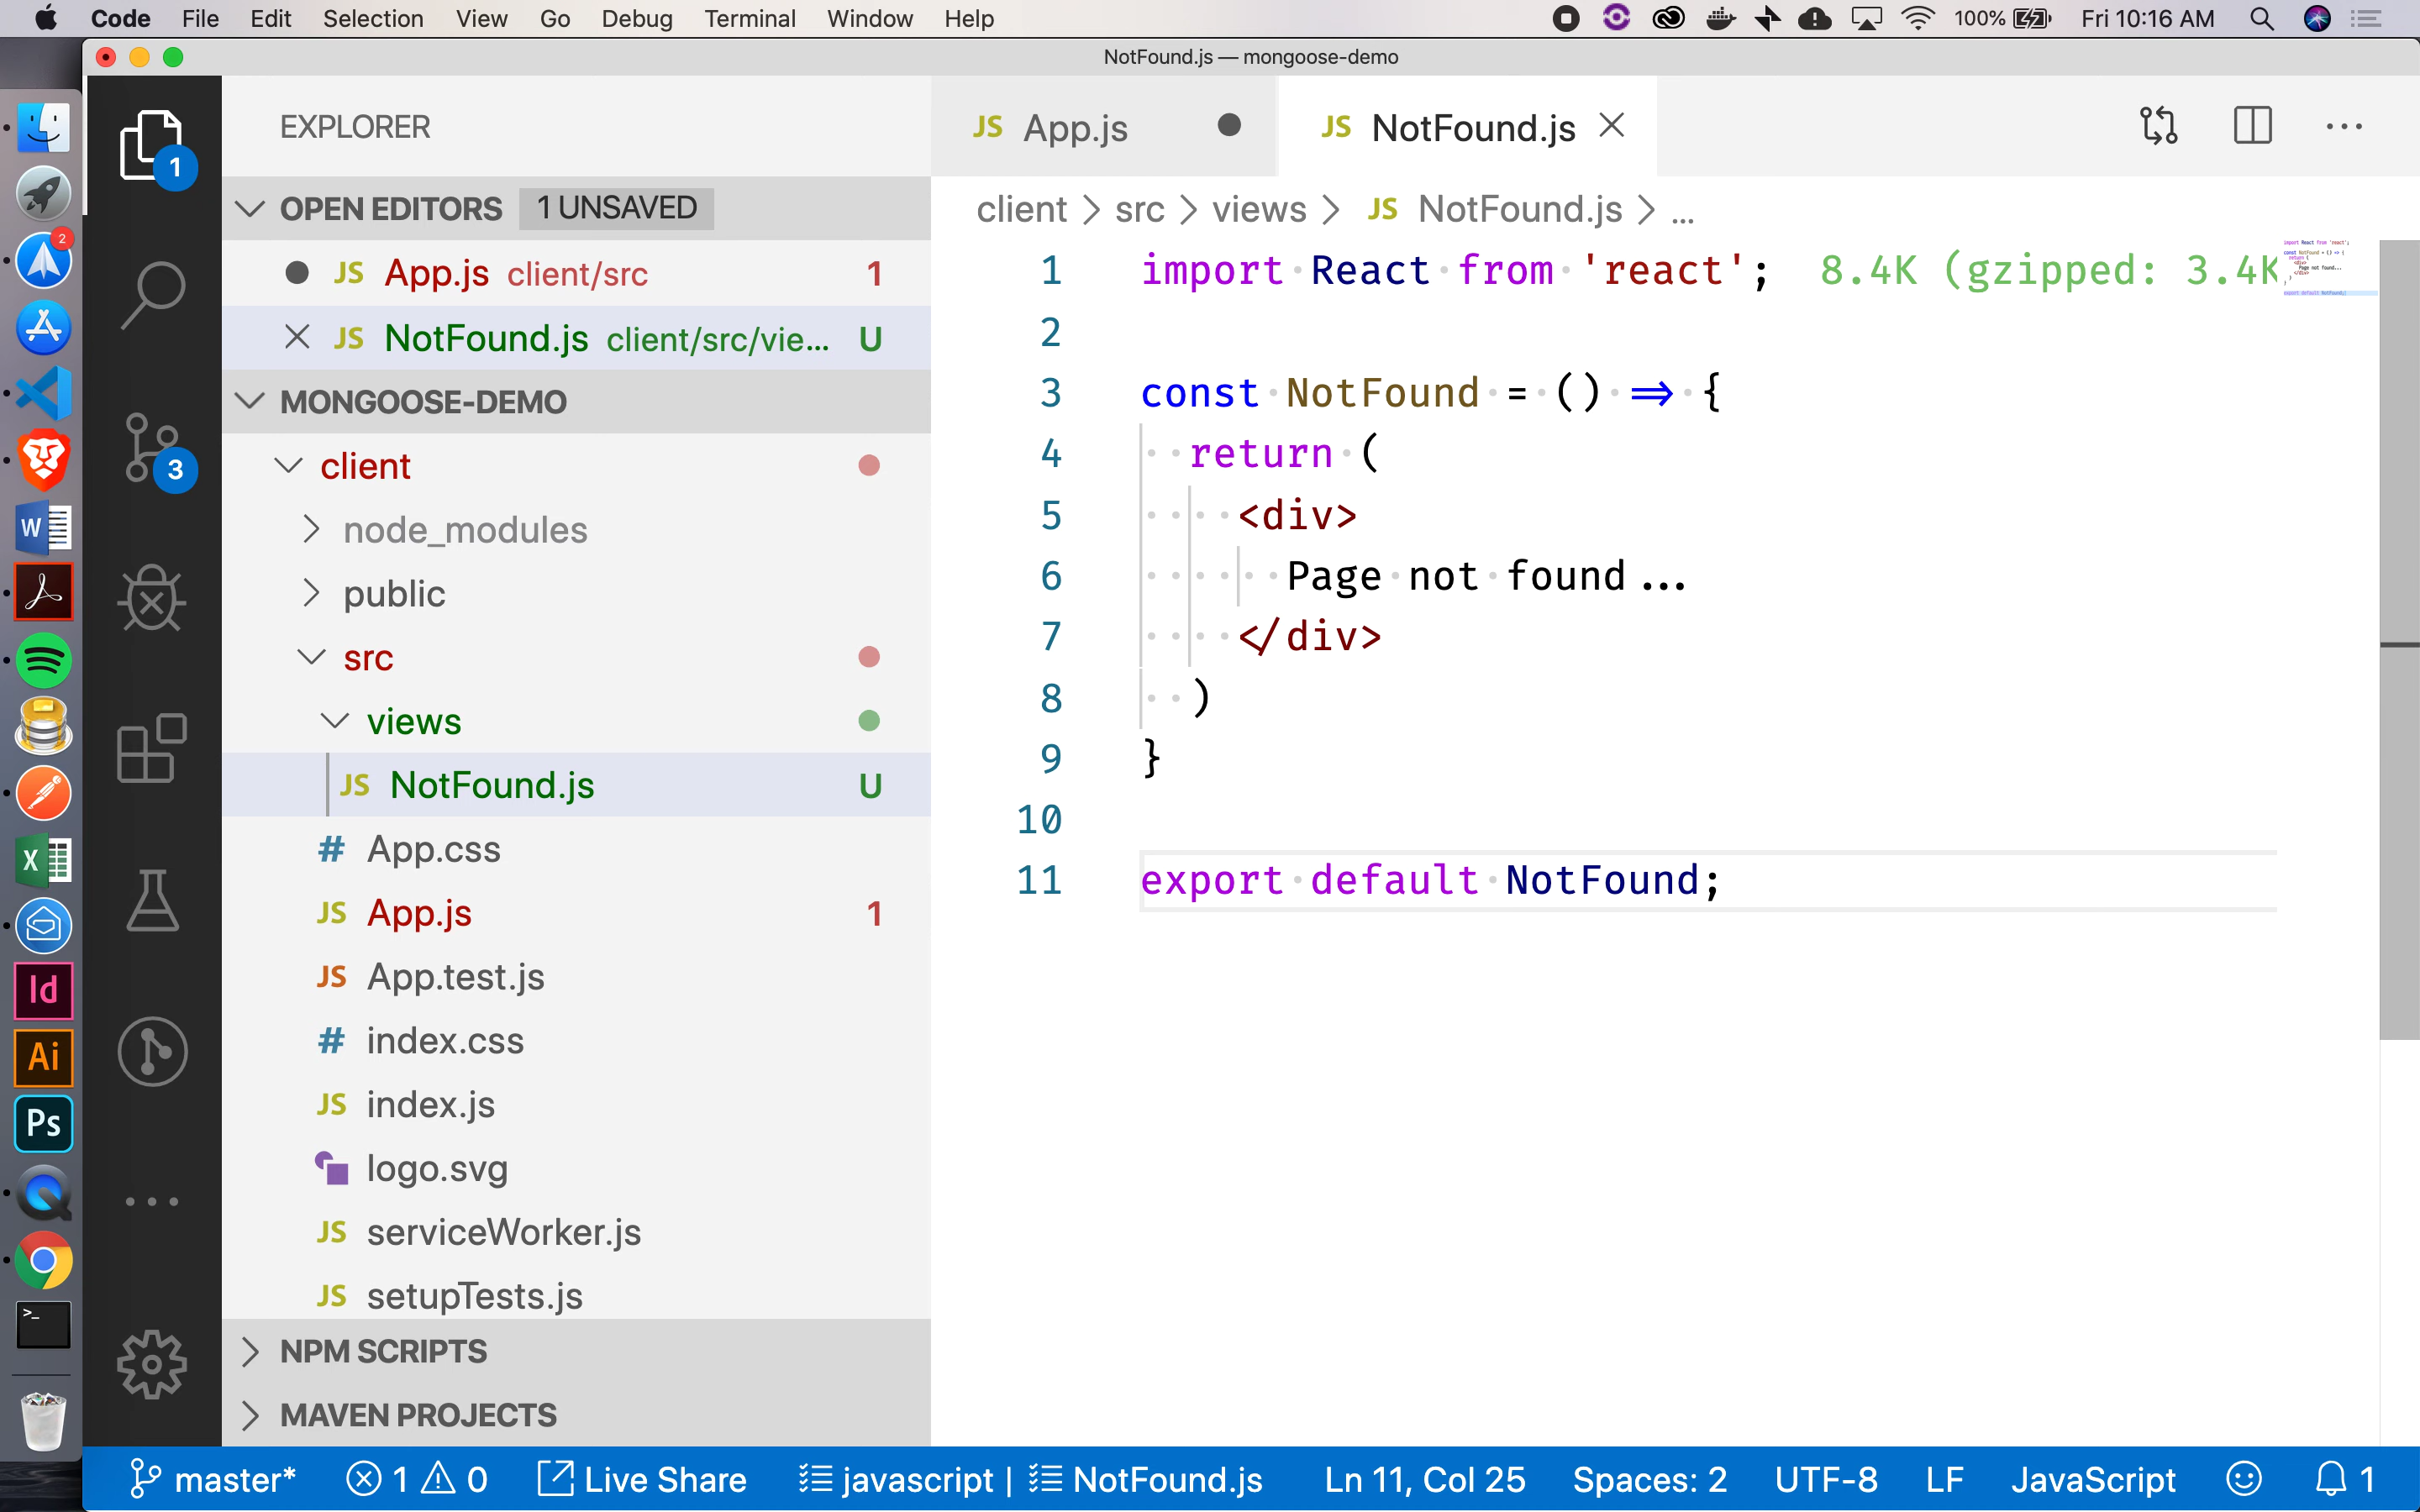 Code File Edit Selection View Go Debug Terminal Window Help 100% Fri 10:16 AM
NotFound.js — mongoose-demo
EXPLORER
OPEN EDITORS 1 UNSAVED
JS App.js client/src 1
JS NotFound.js client/src/vie... U
MONGOOSE-DEMO
client
node_modules
public
src
views
JS NotFound.js U
# App.css
JS App.js 1
JS App.test.js
# index.css
JS index.js
logo.svg
JS serviceWorker.js
JS setupTests.js
NPM SCRIPTS
MAVEN PROJECTS
1
3
2
W
X
Id
Ai
Ps
>_
JS App.js JS NotFound.js
client > src > views > JS NotFound.js > ...
1 import React from 'react'; 8.4K (gzipped: 3.4K
2
3 const NotFound = () => {
4 return (
5 <div>
6 Page not found...
7 </div>
8 )
9 }
10
11 export default NotFound;
master* 1 0 Live Share javascript | NotFound.js Ln 11, Col 25 Spaces: 2 UTF-8 LF JavaScript 1